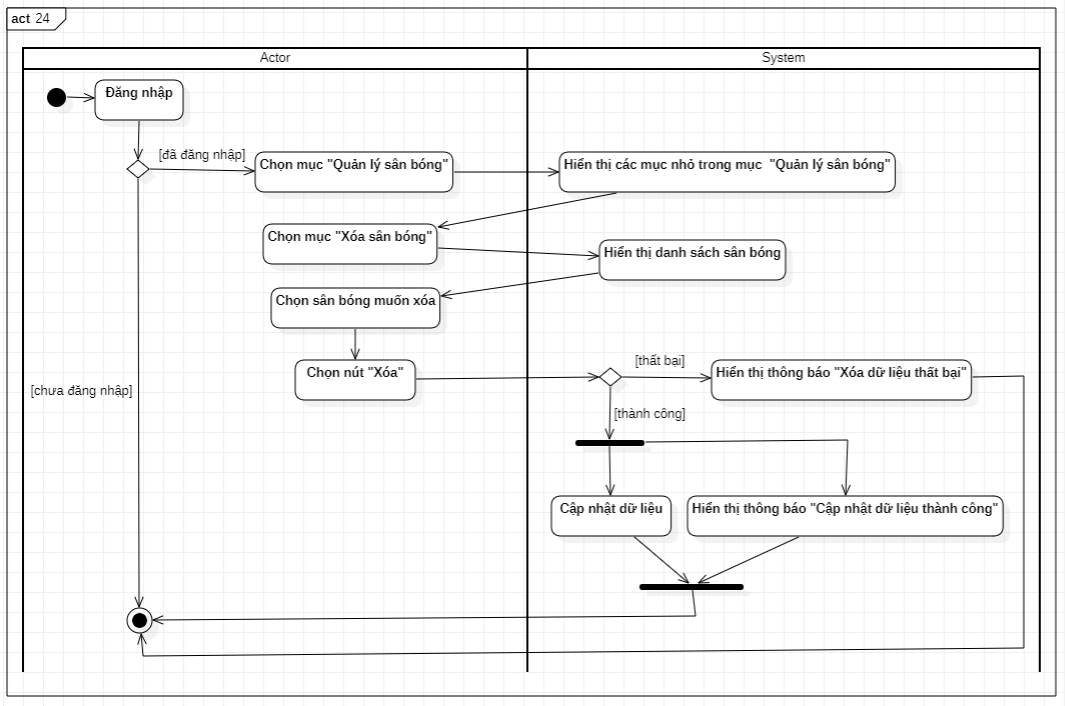 act 24
Actor
System
Đăng nhập
[đã đăng nhập]
Chọn mục "Quản lý sân bóng"
Hiển thị các mục nhỏ trong mục "Quản lý sân bóng"
Chọn mục "Xóa sân bóng"
Hiển thị danh sách sân bóng
Chọn sân bóng muốn xóa
Chọn nút "Xóa"
[thất bại]
Hiển thị thông báo "Xóa dữ liệu thất bại"
[chưa đăng nhập]
[thành công]
Cập nhật dữ liệu
Hiển thị thông báo "Cập nhật dữ liệu thành công"